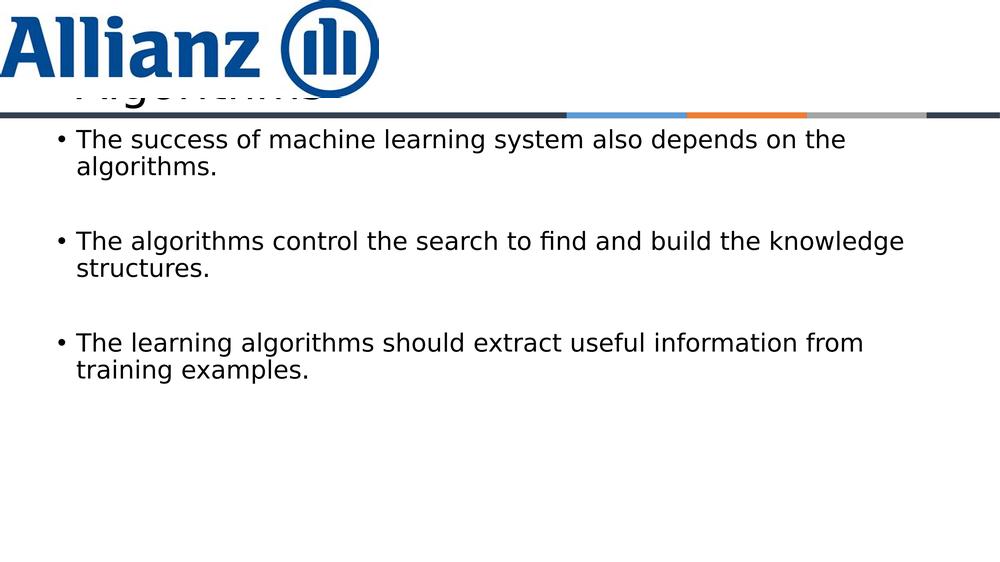 Allianz
Algorithms
• The success of machine learning system also depends on the
algorithms.
• The algorithms control the search to find and build the knowledge
structures.
• The learning algorithms should extract useful information from
training examples.